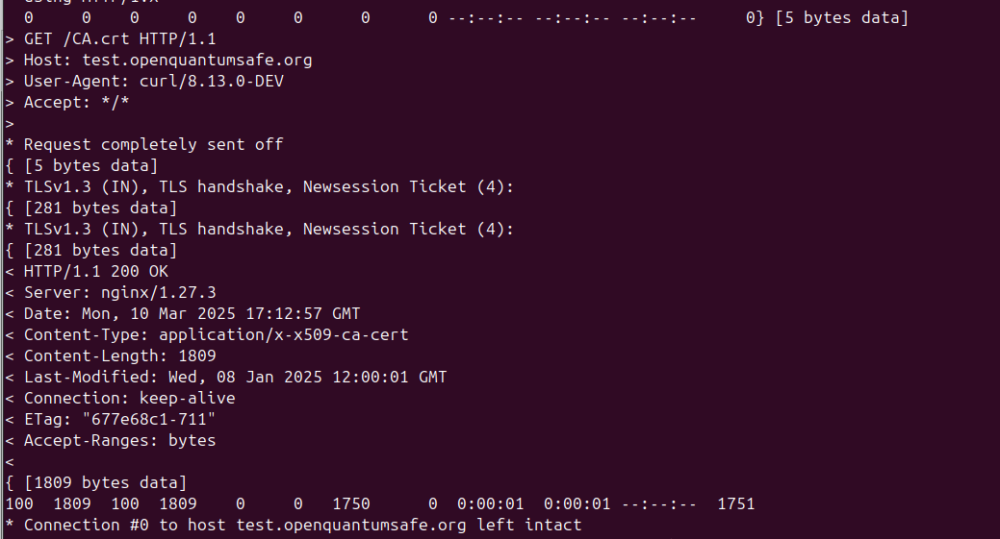 using HTTP/1.x
0 0 0 0 0 0 0 0 --:--:-- --:--:-- --:--:-- 0} [5 bytes data]
> GET /CA.crt HTTP/1.1
> Host: test.openquantumsafe.org
> User-Agent: curl/8.13.0-DEV
> Accept: */*
>
* Request completely sent off
{ [5 bytes data]
* TLSv1.3 (IN), TLS handshake, Newsession Ticket (4):
{ [281 bytes data]
* TLSv1.3 (IN), TLS handshake, Newsession Ticket (4):
{ [281 bytes data]
< HTTP/1.1 200 OK
< Server: nginx/1.27.3
< Date: Mon, 10 Mar 2025 17:12:57 GMT
< Content-Type: application/x-x509-ca-cert
< Content-Length: 1809
< Last-Modified: Wed, 08 Jan 2025 12:00:01 GMT
< Connection: keep-alive
< ETag: "677e68c1-711"
< Accept-Ranges: bytes
<
{ [1809 bytes data]
100 1809 100 1809 0 0 1750 0 0:00:01 0:00:01 --:--:-- 1751
* Connection #0 to host test.openquantumsafe.org left intact